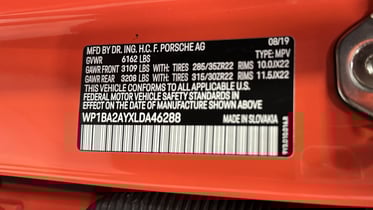 08/19
MFD BY DR. ING. H.C. F. PORSCHE AG
GVWR 6162 LBS TYPE: MPV
GAWR FRONT 3109 LBS WITH: TIRES 285/35ZR22 RIMS 10.0JX22
GAWR REAR 3208 LBS WITH: TIRES 315/30ZR22 RIMS 11.5JX22
THIS VEHICLE CONFORMS TO ALL APPLICABLE U.S.
FEDERAL MOTOR VEHICLE SAFETY STANDARDS IN
EFFECT ON THE DATE OF MANUFACTURE SHOWN ABOVE
WP1BA2AYXLDA46288 MADE IN SLOVAKIA